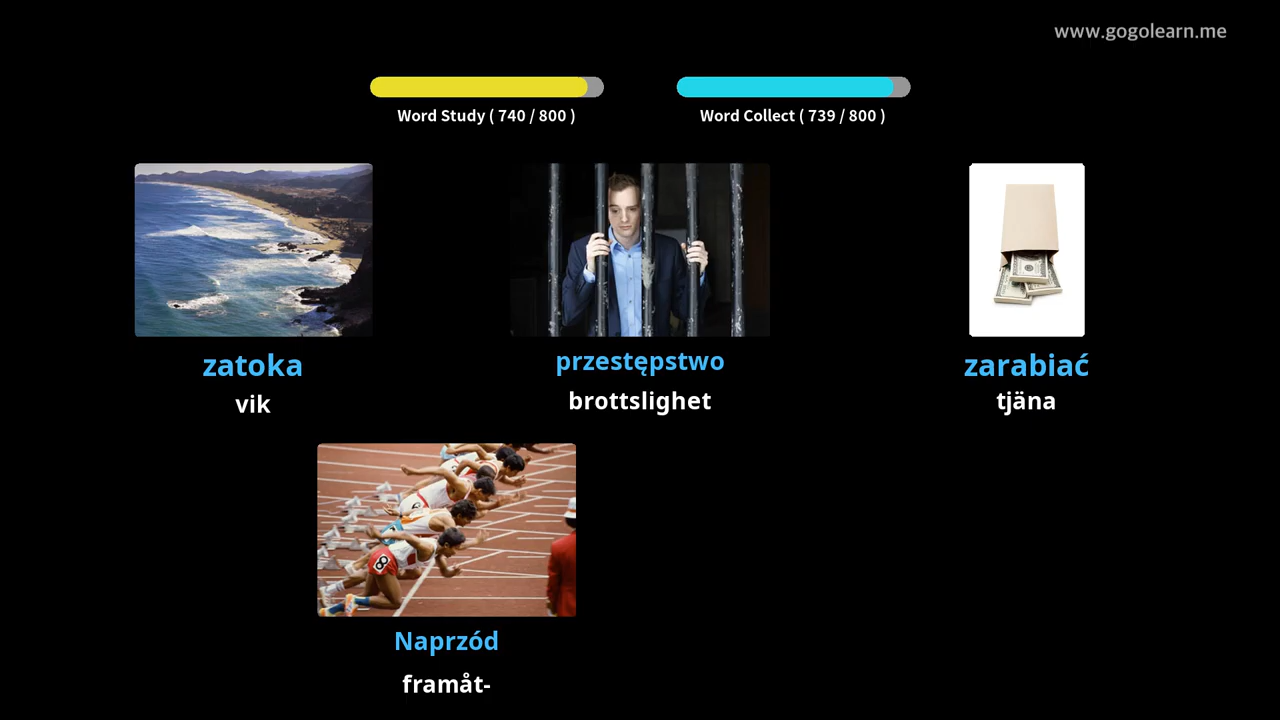 www.gogolearn.me
Word Study ( 740 / 800 )
Word Collect ( 739 / 800 )
zatoka
vik
przestępstwo
brottslighet
zarabiać
tjäna
8
Naprzód
framåt-